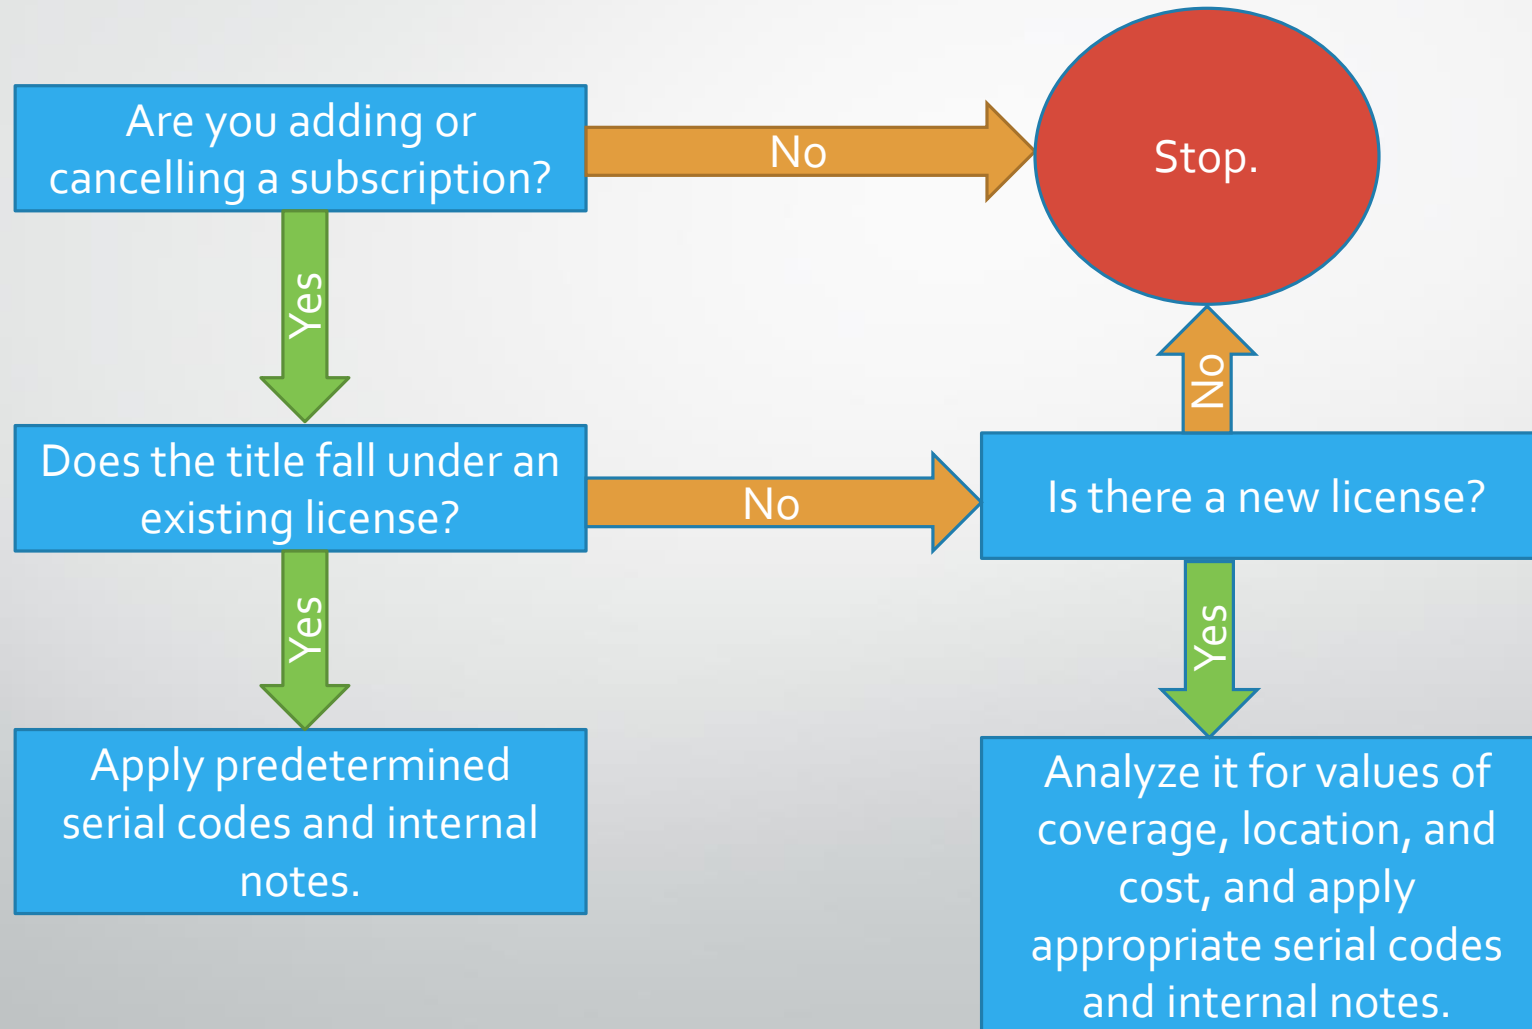 Are you adding or
cancelling a subscription?
No
Stop.
Yes
No
Does the title fall under an
existing license?
No
Is there a new license?
Yes
Yes
Apply predetermined
serial codes and internal
notes.
Analyze it for values of
coverage, location, and
cost, and apply
appropriate serial codes
and internal notes.